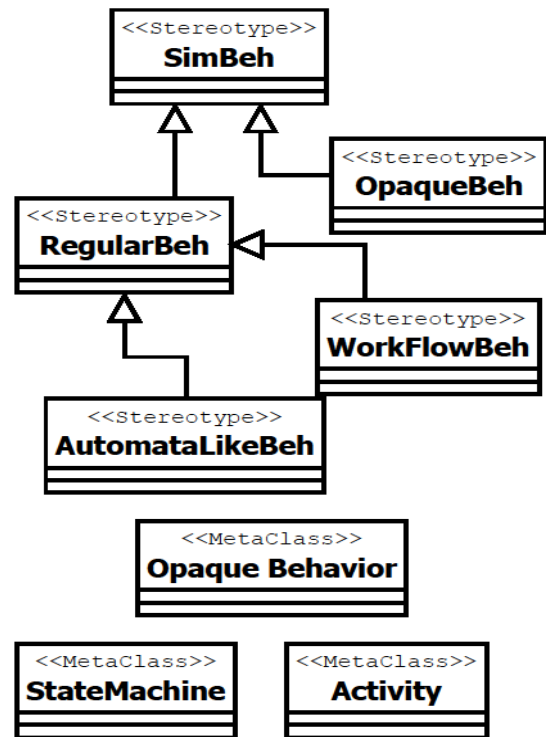 <<Stereotype>>
SimBeh
<<Stereotype>>
OpaqueBeh
<<Stereotype>>
RegularBeh
<<Stereotype>>
WorkFlowBeh
<<Stereotype>>
AutomataLikeBeh
<<MetaClass>>
Opaque Behavior
<<MetaClass>>
StateMachine
<<MetaClass>>
Activity